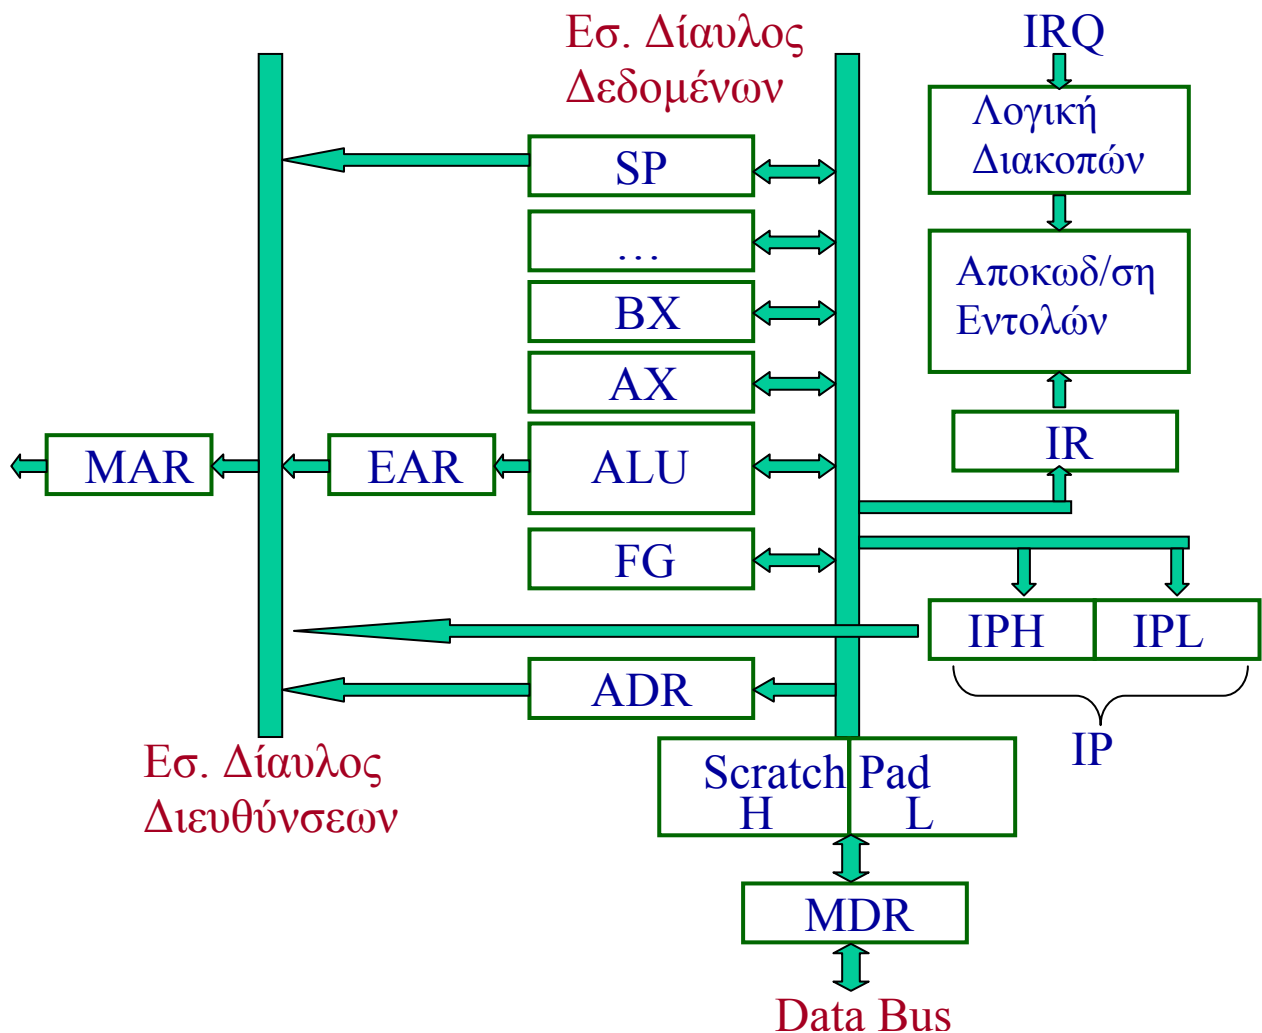 Εσ. Δίαυλος
Δεδομένων
IRQ
Λογική
Διακοπών
SP
...
Αποκωδ/ση
Εντολών
BX
AX
IR
MAR
EAR
ALU
FG
IPH
IPL
ADR
IP
Εσ. Δίαυλος
Διευθύνσεων
Scratch Pad
H
L
MDR
Data Bus